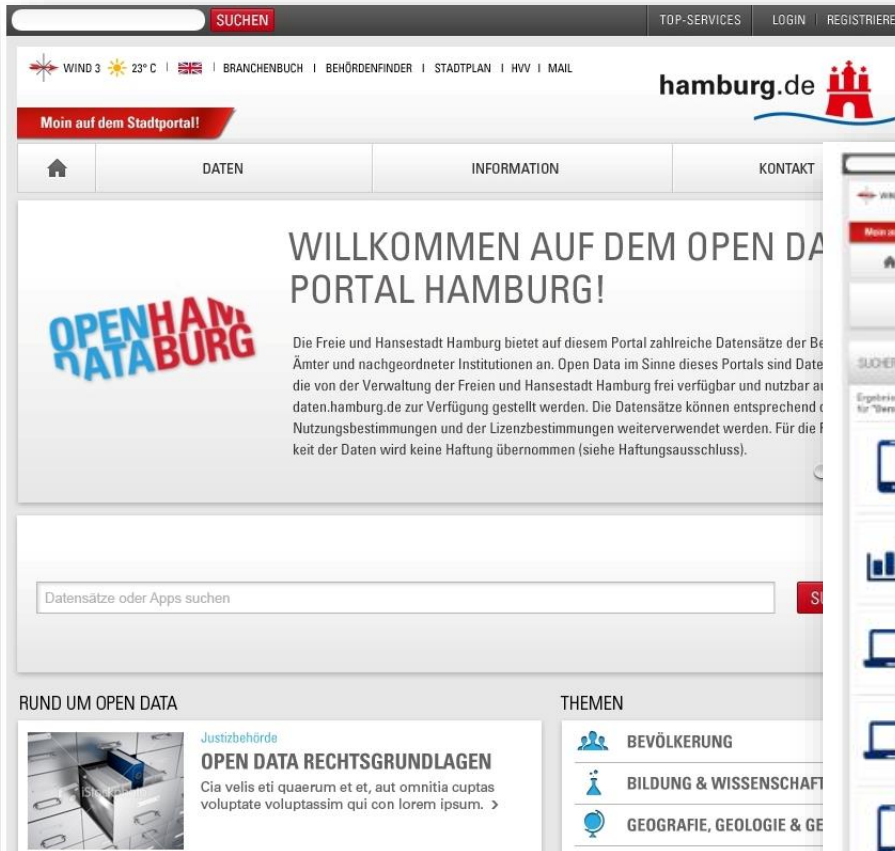 SUCHEN
TOP-SERVICES LOGIN | REGISTRIERE
WIND 3 23° C | | BRANCHENBUCH I BEHÖRDENFINDER I STADTPLAN I HVV I MAIL
hamburg.de
Moin auf dem Stadtportal!
DATEN INFORMATION KONTAKT
WILLKOMMEN AUF DEM OPEN DA
PORTAL HAMBURG!
OPENHAM
DATABURG
Die Freie und Hansestadt Hamburg bietet auf diesem Portal zahlreiche Datensätze der Be
Ämter und nachgeordneter Institutionen an. Open Data im Sinne dieses Portals sind Date
die von der Verwaltung der Freien und Hansestadt Hamburg frei verfügbar und nutzbar au
daten.hamburg.de zur Verfügung gestellt werden. Die Datensätze können entsprechend
Nutzungsbestimmungen und der Lizenzbestimmungen weiterverwendet werden. Für die
keit der Daten wird keine Haftung übernommen (siehe Haftungsausschluss).
Datensätze oder Apps suchen
RUND UM OPEN DATA
Justizbehörde
OPEN DATA RECHTSGRUNDLAGEN
Cia velis eti quaerum et et, aut omnitia cuptas
voluptate voluptassim qui con lorem ipsum. >
THEMEN
BEVÖLKERUNG
BILDUNG & WISSENSCHAFT
GEOGRAFIE, GEOLOGIE & GE